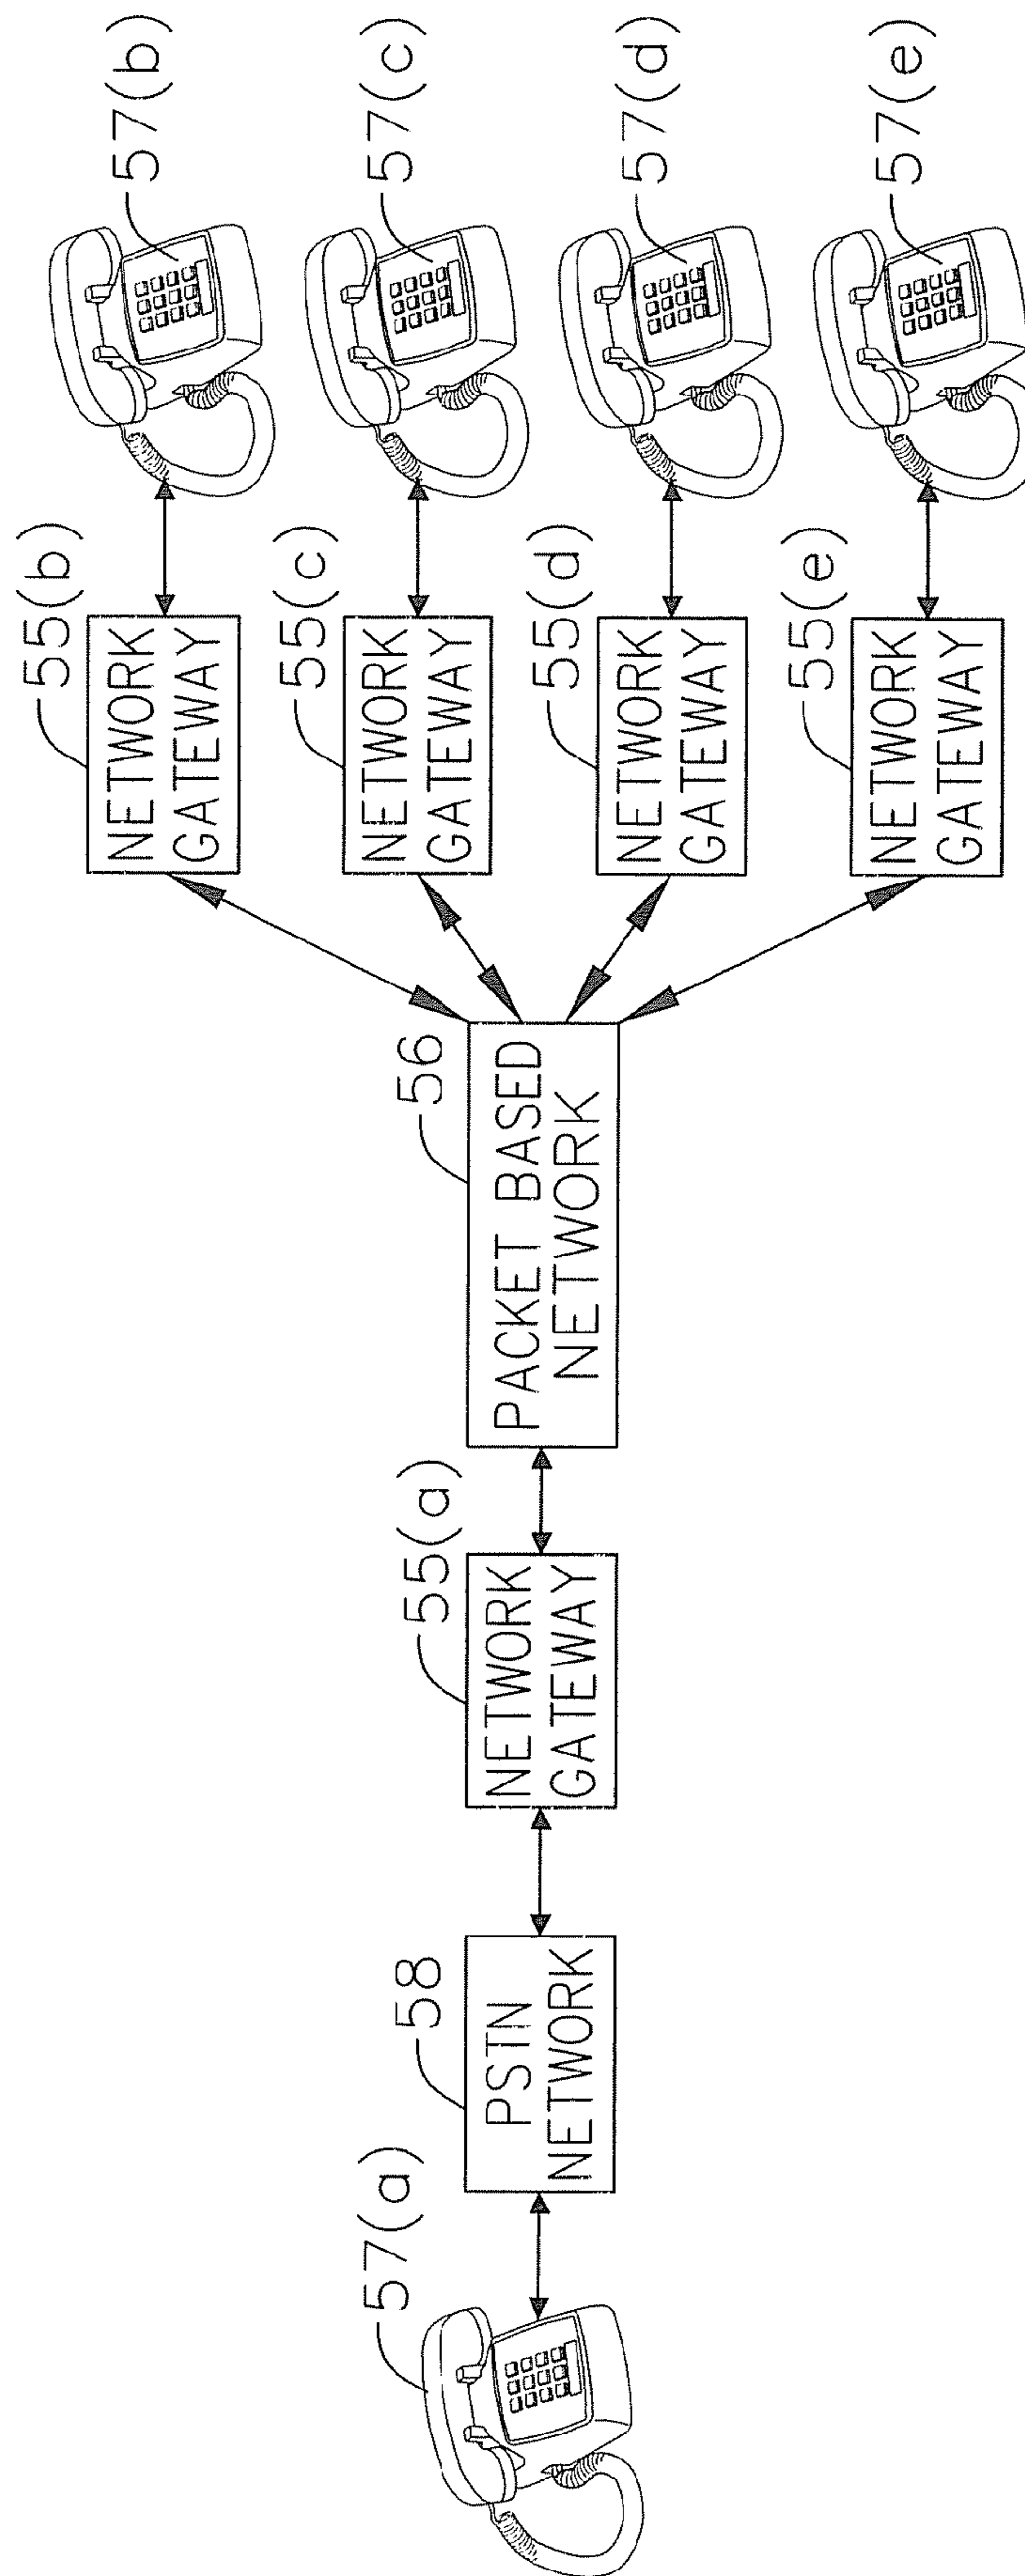 57(a)
58
PSTN
NETWORK
55(a)
NETWORK
GATEWAY
56
PACKET BASED
NETWORK
55(b)
NETWORK
GATEWAY
57(b)
55(c)
NETWORK
GATEWAY
57(c)
55(d)
NETWORK
GATEWAY
57(d)
55(e)
NETWORK
GATEWAY
57(e)